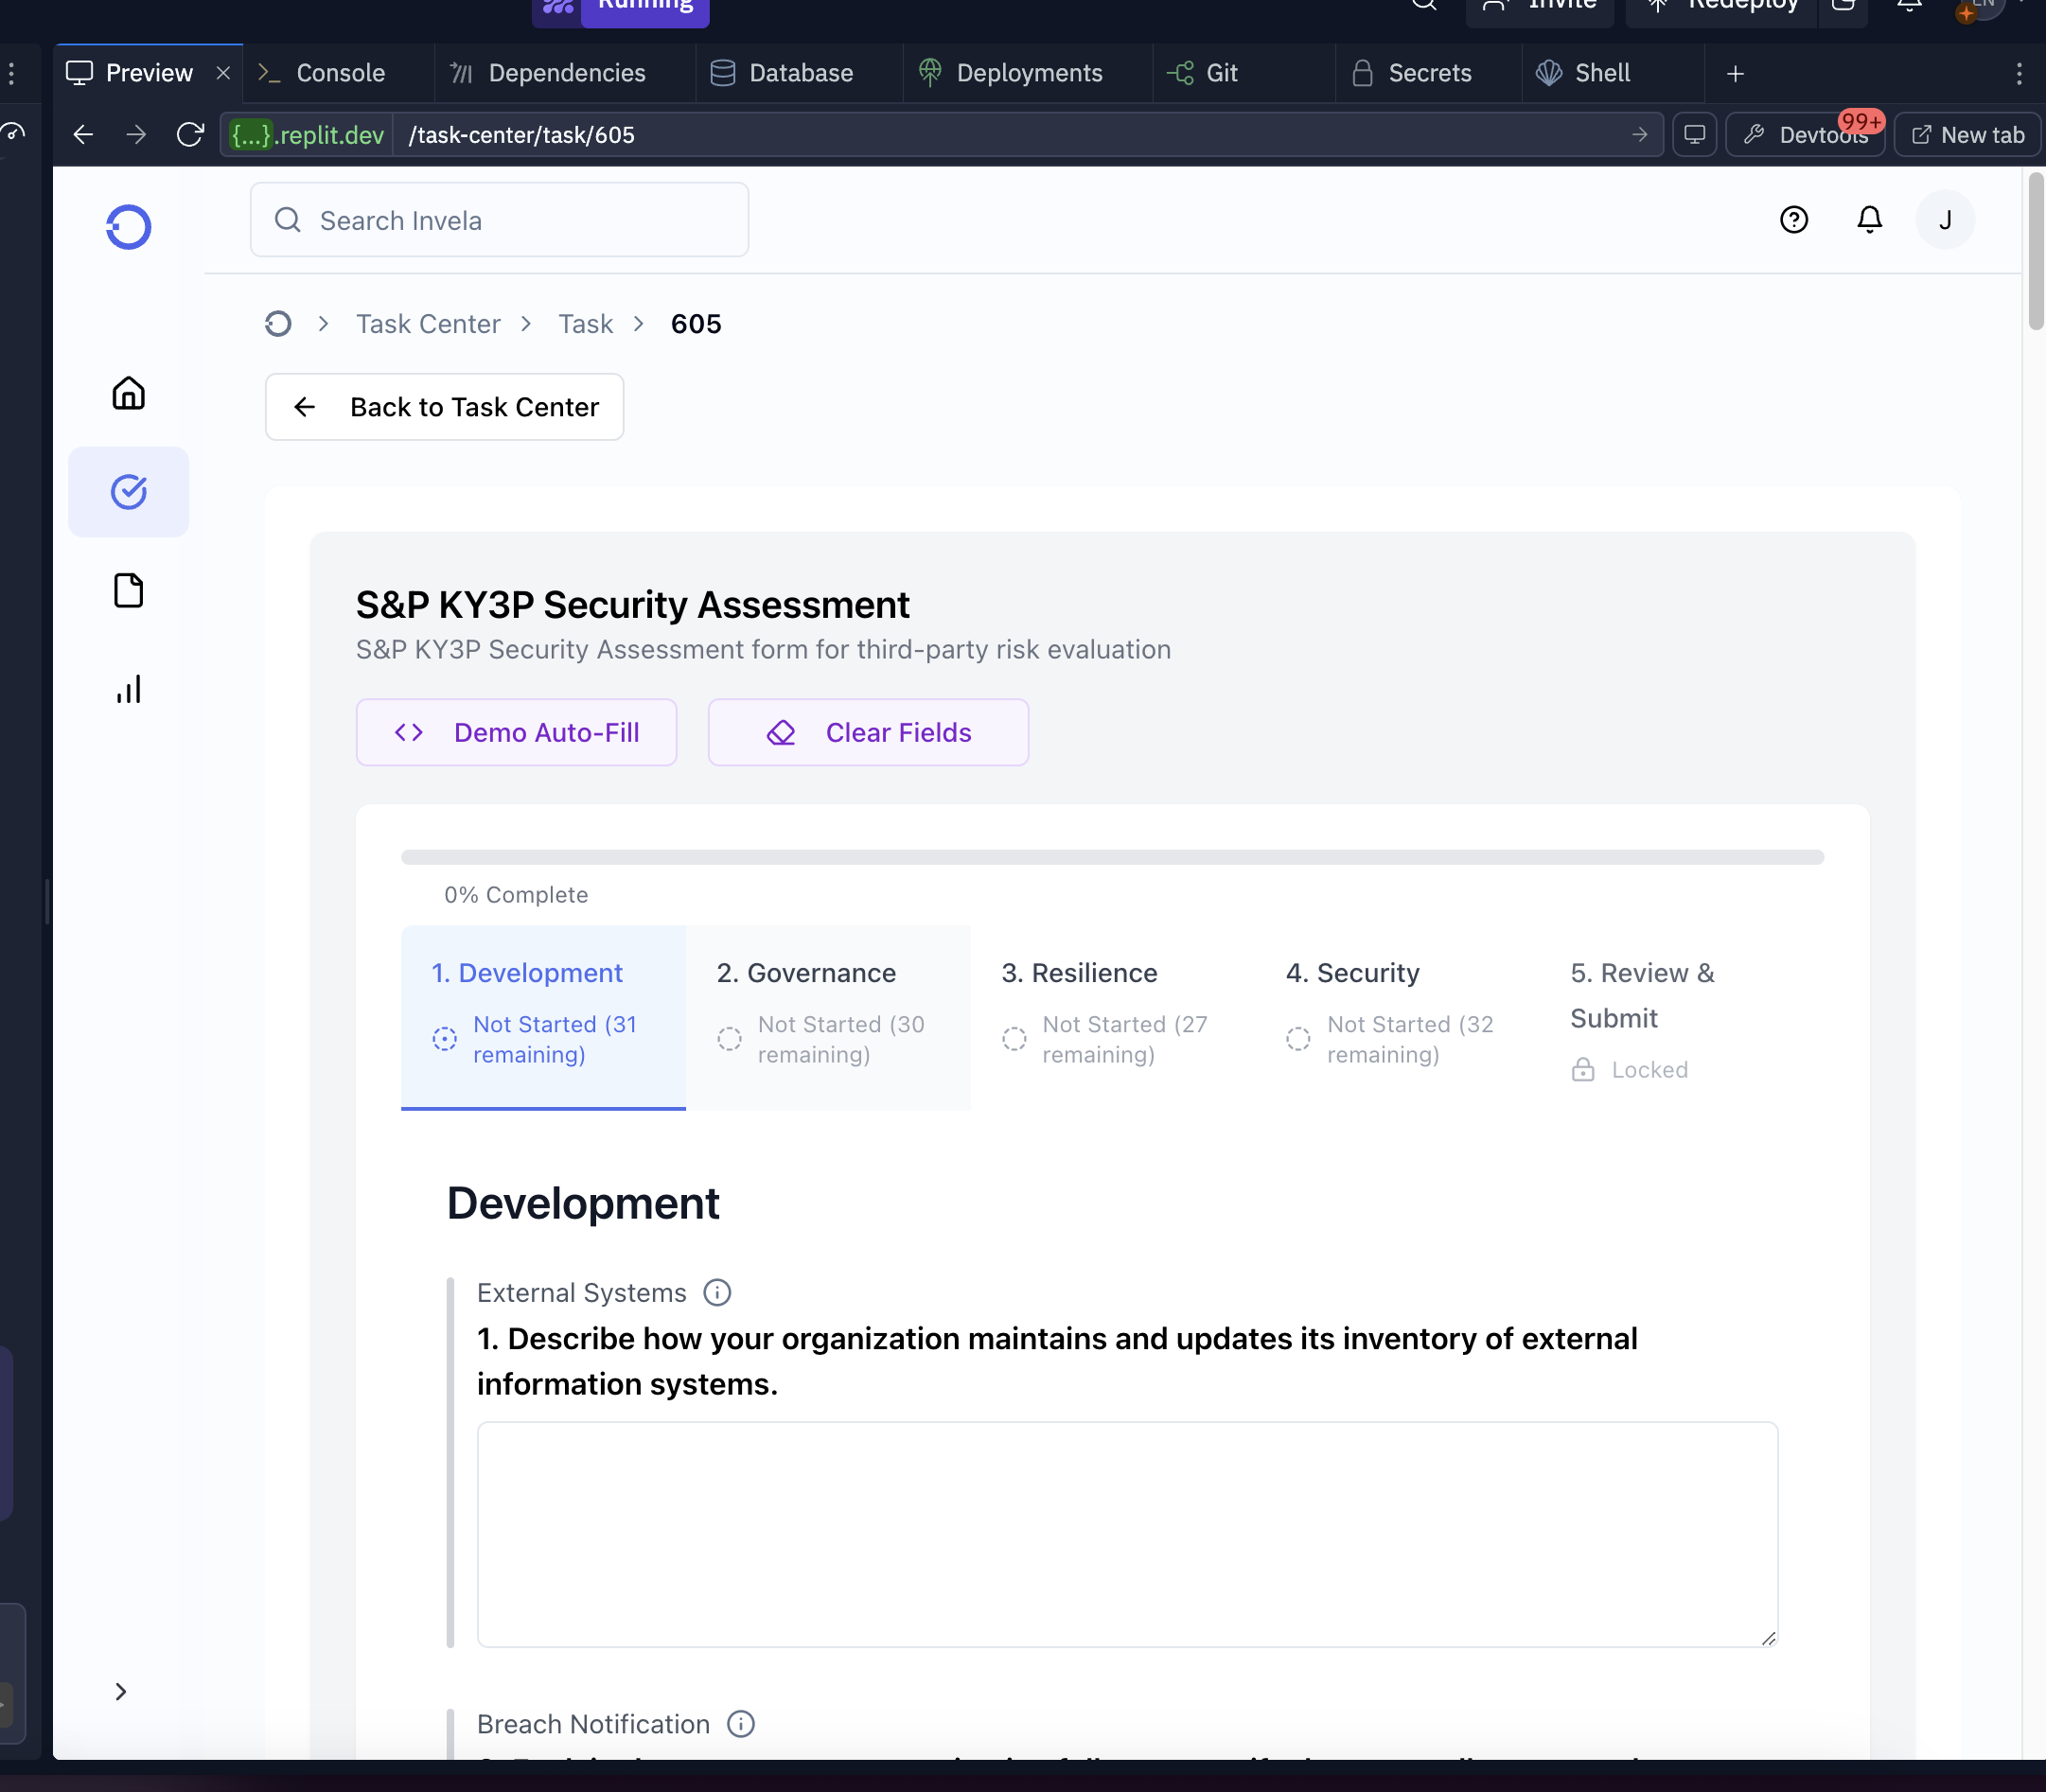 Running
Invite
Redeploy
Preview
Console
Dependencies
Database
Deployments
Git
Secrets
Shell
{...}.replit.dev
/task-center/task/605
Devtools
99+
New tab
Search Invela
J
Task Center
Task
605
Back to Task Center
S&P KY3P Security Assessment
S&P KY3P Security Assessment form for third-party risk evaluation
Demo Auto-Fill
Clear Fields
0% Complete
1. Development
Not Started (31
remaining)
2. Governance
Not Started (30
remaining)
3. Resilience
Not Started (27
remaining)
4. Security
Not Started (32
remaining)
5. Review &
Submit
Locked
Development
External Systems
1. Describe how your organization maintains and updates its inventory of external
information systems.
Breach Notification